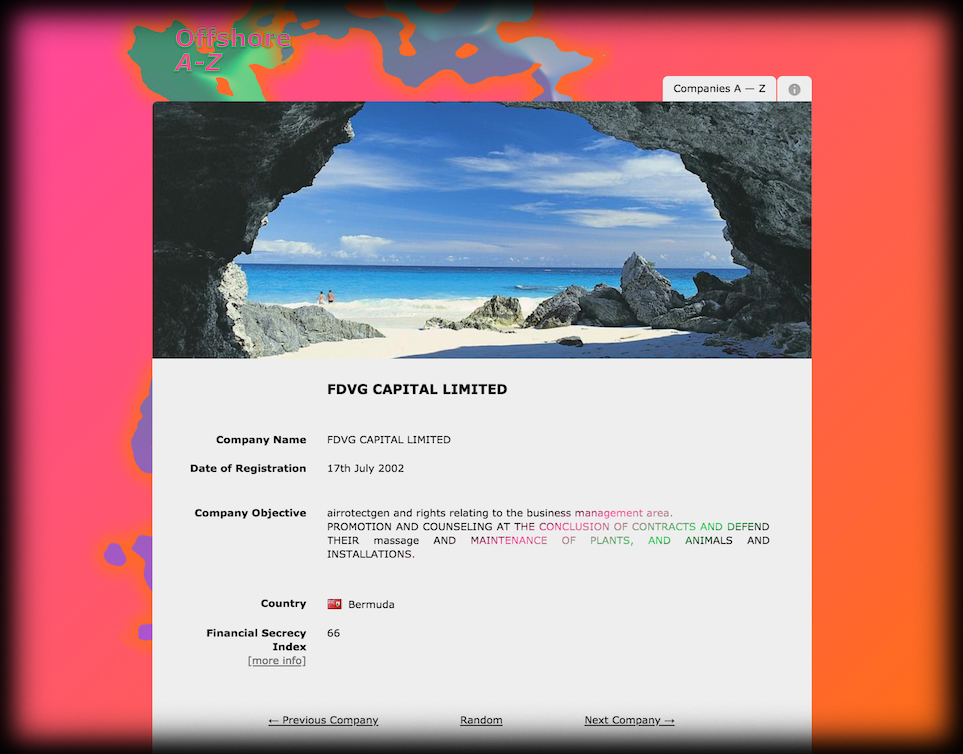 Offshore
A-Z
Companies A — Z
FDVG CAPITAL LIMITED
Company Name FDVG CAPITAL LIMITED
Date of Registration 17th July 2002
Company Objective airrotectgen and rights relating to the business management area.
PROMOTION AND COUNSELING AT THE CONCLUSION OF CONTRACTS AND DEFEND
THEIR massage AND MAINTENANCE OF PLANTS, AND ANIMALS AND
INSTALLATIONS.
Country Bermuda
Financial Secrecy 66
Index
[more info]
← Previous Company Random Next Company →